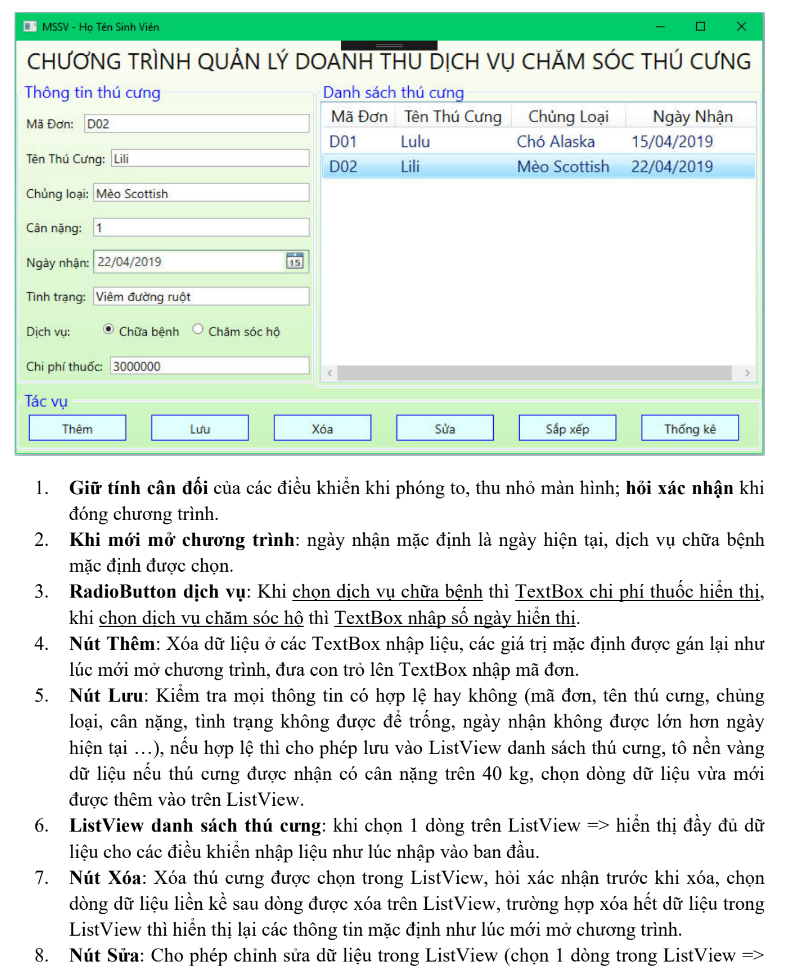 MSSV - Họ Tên Sinh Viên
CHƯƠNG TRÌNH QUẢN LÝ DOANH THU DỊCH VỤ CHĂM SÓC THÚ CƯNG
Thông tin thú cưng
Mã Đơn: D02
Tên Thú Cưng: Lili
Chủng loại: Mèo Scottish
Cân nặng: 1
Ngày nhận: 22/04/2019 15
Tình trạng: Viêm đường ruột
Dịch vụ: Chữa bệnh Chăm sóc hộ
Chi phí thuốc: 3000000
Danh sách thú cưng
Mã Đơn Tên Thú Cưng Chủng Loại Ngày Nhận
D01 Lulu Chó Alaska 15/04/2019
D02 Lili Mèo Scottish 22/04/2019
Tác vụ
Thêm Lưu Xóa Sửa Sắp xếp Thống kê
1. Giữ tính cân đối của các điều khiển khi phóng to, thu nhỏ màn hình; hỏi xác nhận khi
đóng chương trình.
2. Khi mới mở chương trình: ngày nhận mặc định là ngày hiện tại, dịch vụ chữa bệnh
mặc định được chọn.
3. RadioButton dịch vụ: Khi chọn dịch vụ chữa bệnh thì TextBox chi phí thuốc hiển thị,
khi chọn dịch vụ chăm sóc hộ thì TextBox nhập số ngày hiển thị.
4. Nút Thêm: Xóa dữ liệu ở các TextBox nhập liệu, các giá trị mặc định được gán lại như
lúc mới mở chương trình, đưa con trỏ lên TextBox nhập mã đơn.
5. Nút Lưu: Kiểm tra mọi thông tin có hợp lệ hay không (mã đơn, tên thú cưng, chủng
loại, cân nặng, tình trạng không được để trống, ngày nhận không được lớn hơn ngày
hiện tại …), nếu hợp lệ thì cho phép lưu vào ListView danh sách thú cưng, tô nền vàng
dữ liệu nếu thú cưng được nhận có cân nặng trên 40 kg, chọn dòng dữ liệu vừa mới
được thêm vào trên ListView.
6. ListView danh sách thú cưng: khi chọn 1 dòng trên ListView => hiển thị đầy đủ dữ
liệu cho các điều khiển nhập liệu như lúc nhập vào ban đầu.
7. Nút Xóa: Xóa thú cưng được chọn trong ListView, hỏi xác nhận trước khi xóa, chọn
dòng dữ liệu liền kề sau dòng được xóa trên ListView, trường hợp xóa hết dữ liệu trong
ListView thì hiển thị lại các thông tin mặc định như lúc mới mở chương trình.
8. Nút Sửa: Cho phép chỉnh sửa dữ liệu trong ListView (chọn 1 dòng trong ListView =>